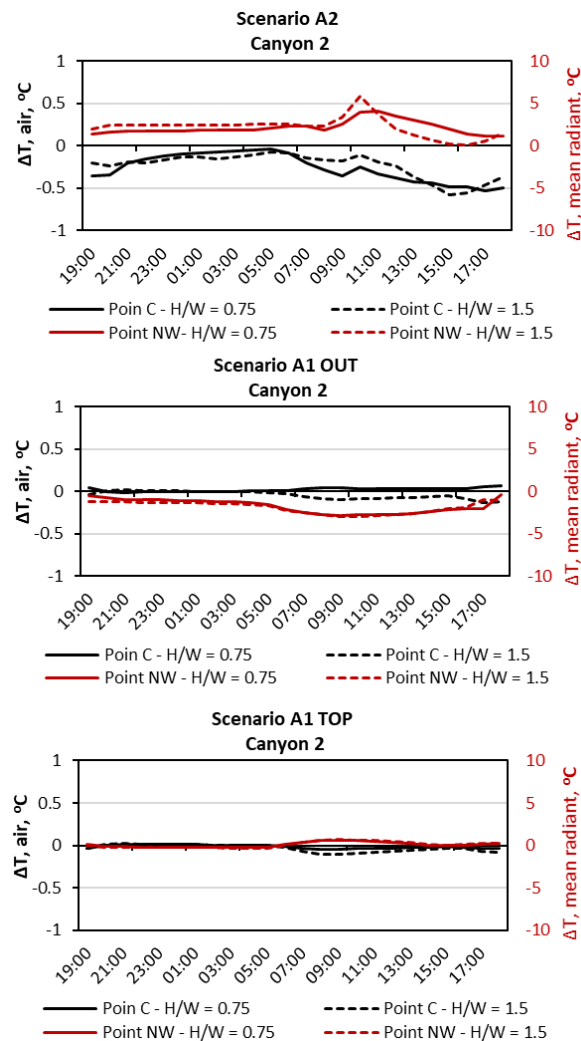 Scenario A2
Canyon 2
ΔT, air, ºC
1
0.5
0
-0.5
-1
10
5
0
-5
-10
ΔT, mean radiant, ºC
19:00 21:00 23:00 01:00 03:00 05:00 07:00 09:00 11:00 13:00 15:00 17:00
Poin C - H/W = 0.75 Point C - H/W = 1.5
Point NW- H/W = 0.75 Point NW - H/W = 1.5
Scenario A1 OUT
Canyon 2
ΔT, air, ºC
1
0.5
0
-0.5
-1
10
5
0
-5
-10
ΔT, mean radiant, ºC
19:00 21:00 23:00 01:00 03:00 05:00 07:00 09:00 11:00 13:00 15:00 17:00
Poin C - H/W = 0.75 Point C - H/W = 1.5
Point NW - H/W = 0.75 Point NW - H/W = 1.5
Scenario A1 TOP
Canyon 2
ΔT, air, ºC
1
0.5
0
-0.5
-1
10
5
0
-5
-10
ΔT, mean radiant, ºC
19:00 21:00 23:00 01:00 03:00 05:00 07:00 09:00 11:00 13:00 15:00 17:00
Poin C - H/W = 0.75 Point C - H/W = 1.5
Point NW - H/W = 0.75 Point NW - H/W = 1.5